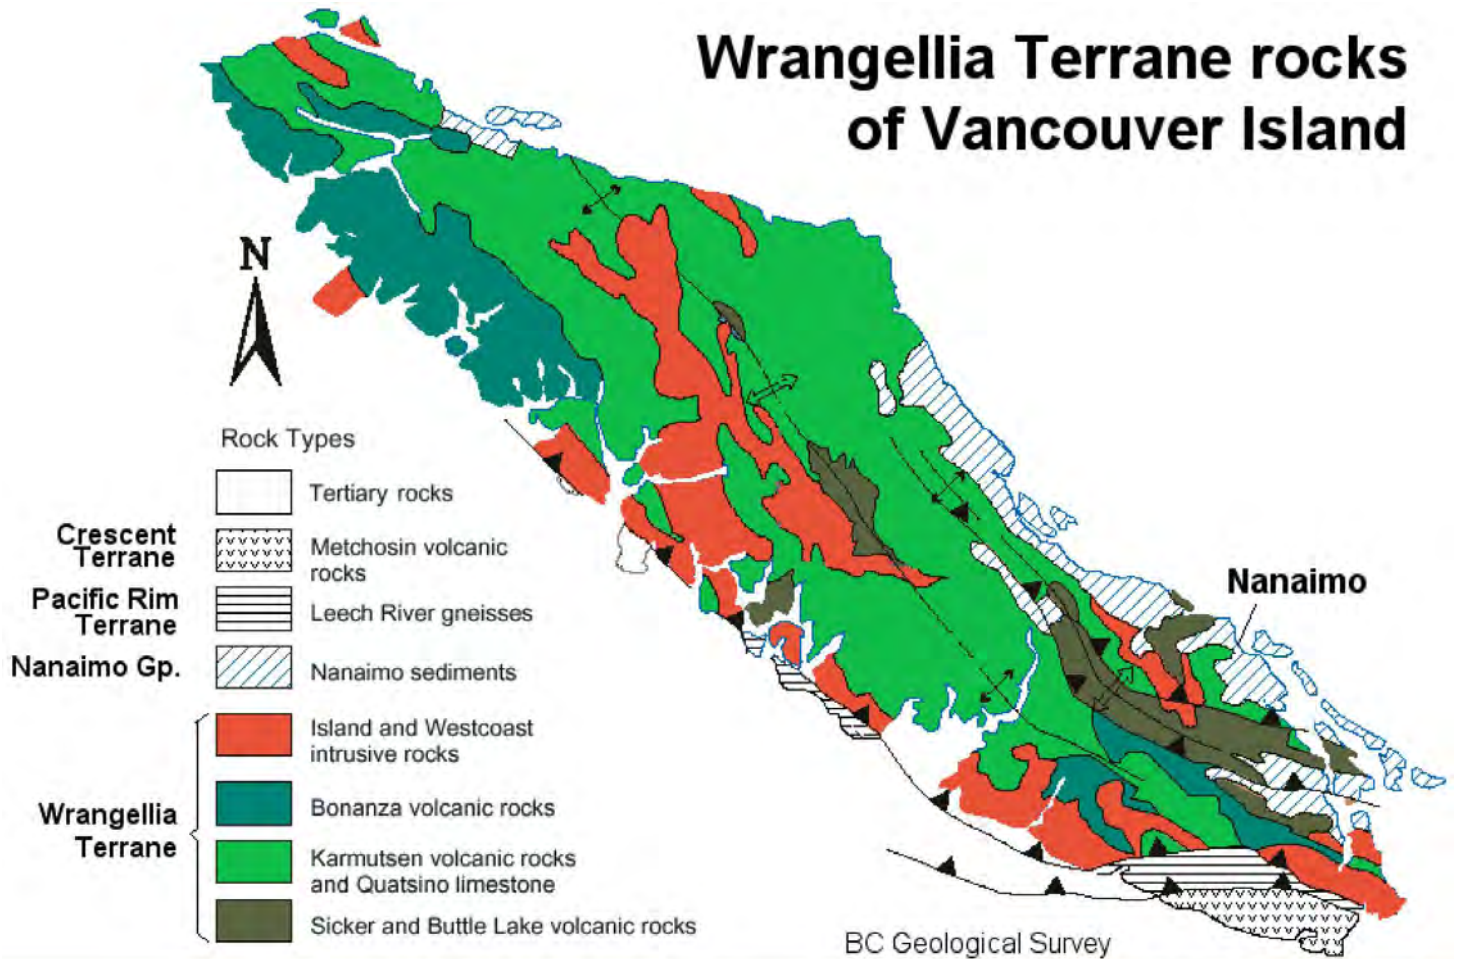 Wrangellia Terrane rocks
of Vancouver Island
N
Rock Types
Tertiary rocks
Crescent
Terrane
Metchosin volcanic
rocks
Pacific Rim
Terrane
Leech River gneisses
Nanaimo Gp.
Nanaimo sediments
Island and Westcoast
intrusive rocks
Wrangellia
Terrane
Bonanza volcanic rocks
Karmutsen volcanic rocks
and Quatsino limestone
Sicker and Buttle Lake volcanic rocks
Nanaimo
BC Geological Survey